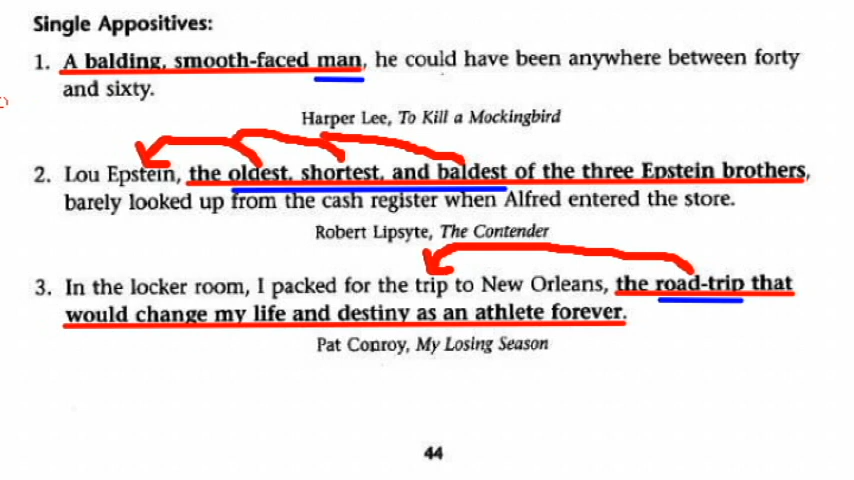 Single Appositives:
1. A balding, smooth-faced man, he could have been anywhere between forty
and sixty.
Harper Lee, To Kill a Mockingbird
2. Lou Epstein, the oldest, shortest, and baldest of the three Epstein brothers,
barely looked up from the cash register when Alfred entered the store.
Robert Lipsyte, The Contender
3. In the locker room, I packed for the trip to New Orleans, the road-trip that
would change my life and destiny as an athlete forever.
Pat Conroy, My Losing Season
44